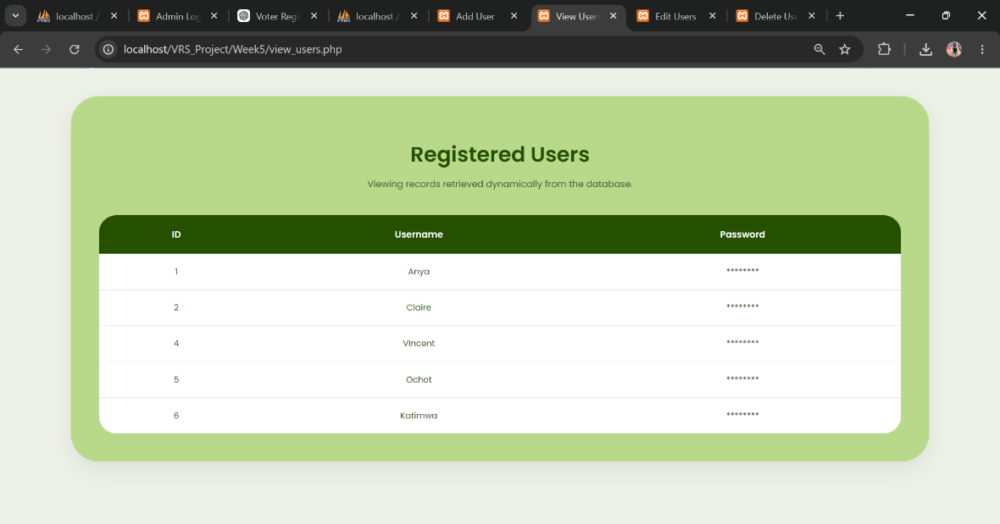 localhost /
Admin Log
Voter Regi
localhost /
Add User
View Users
Edit Users
Delete Use
localhost/VRS_Project/Week5/view_users.php
Registered Users
Viewing records retrieved dynamically from the database.
ID Username Password
1 Anya ********
2 Claire ********
4 VIncent ********
5 Ochot ********
6 Katimwa ********